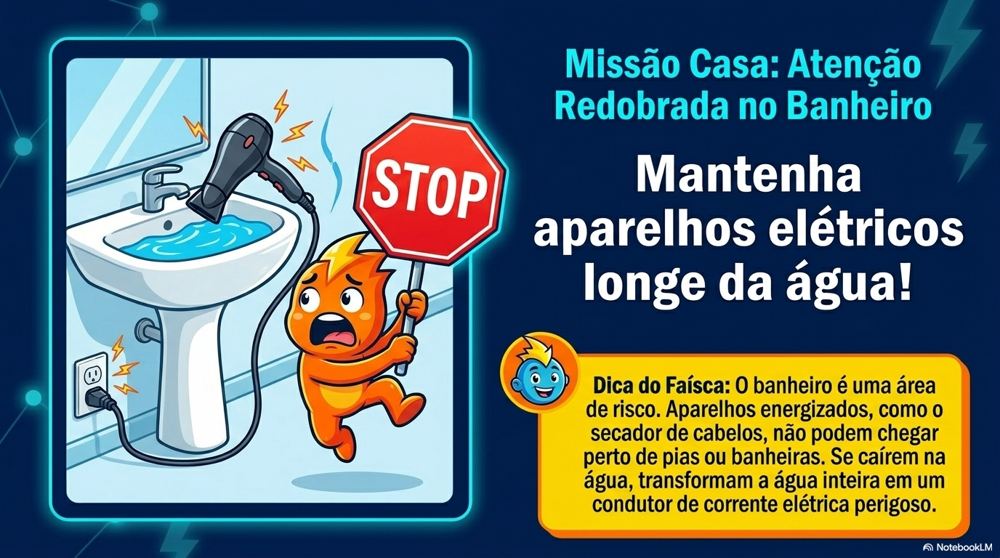 STOP
Missão Casa: Atenção
Redobrada no Banheiro
Mantenha
aparelhos elétricos
longe da água!
Dica do Faísca: O banheiro é uma área
de risco. Aparelhos energizados, como o
secador de cabelos, não podem chegar
perto de pias ou banheiras. Se caírem na
água, transformam a água inteira em um
condutor de corrente elétrica perigoso.
NotebookLM